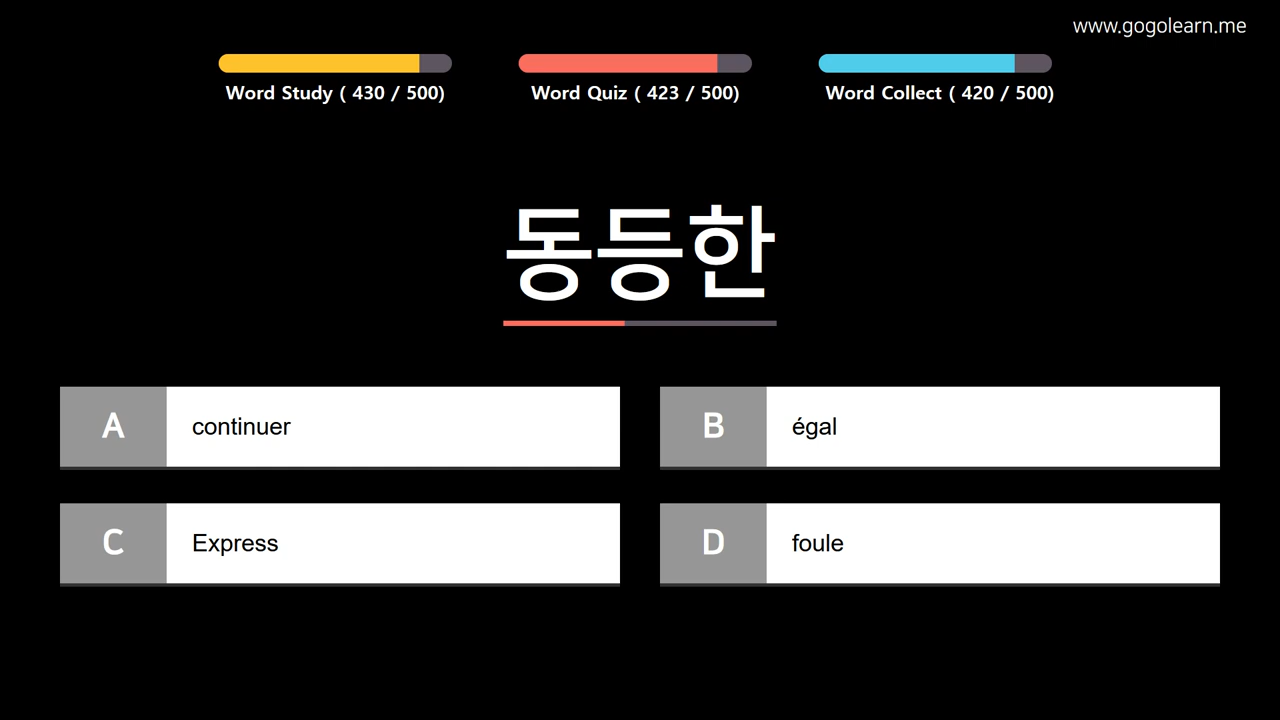 www.gogolearn.me
Word Study ( 430 / 500)
Word Quiz ( 423 / 500)
Word Collect ( 420 / 500)
동등한
A continuer
B égal
C Express
D foule